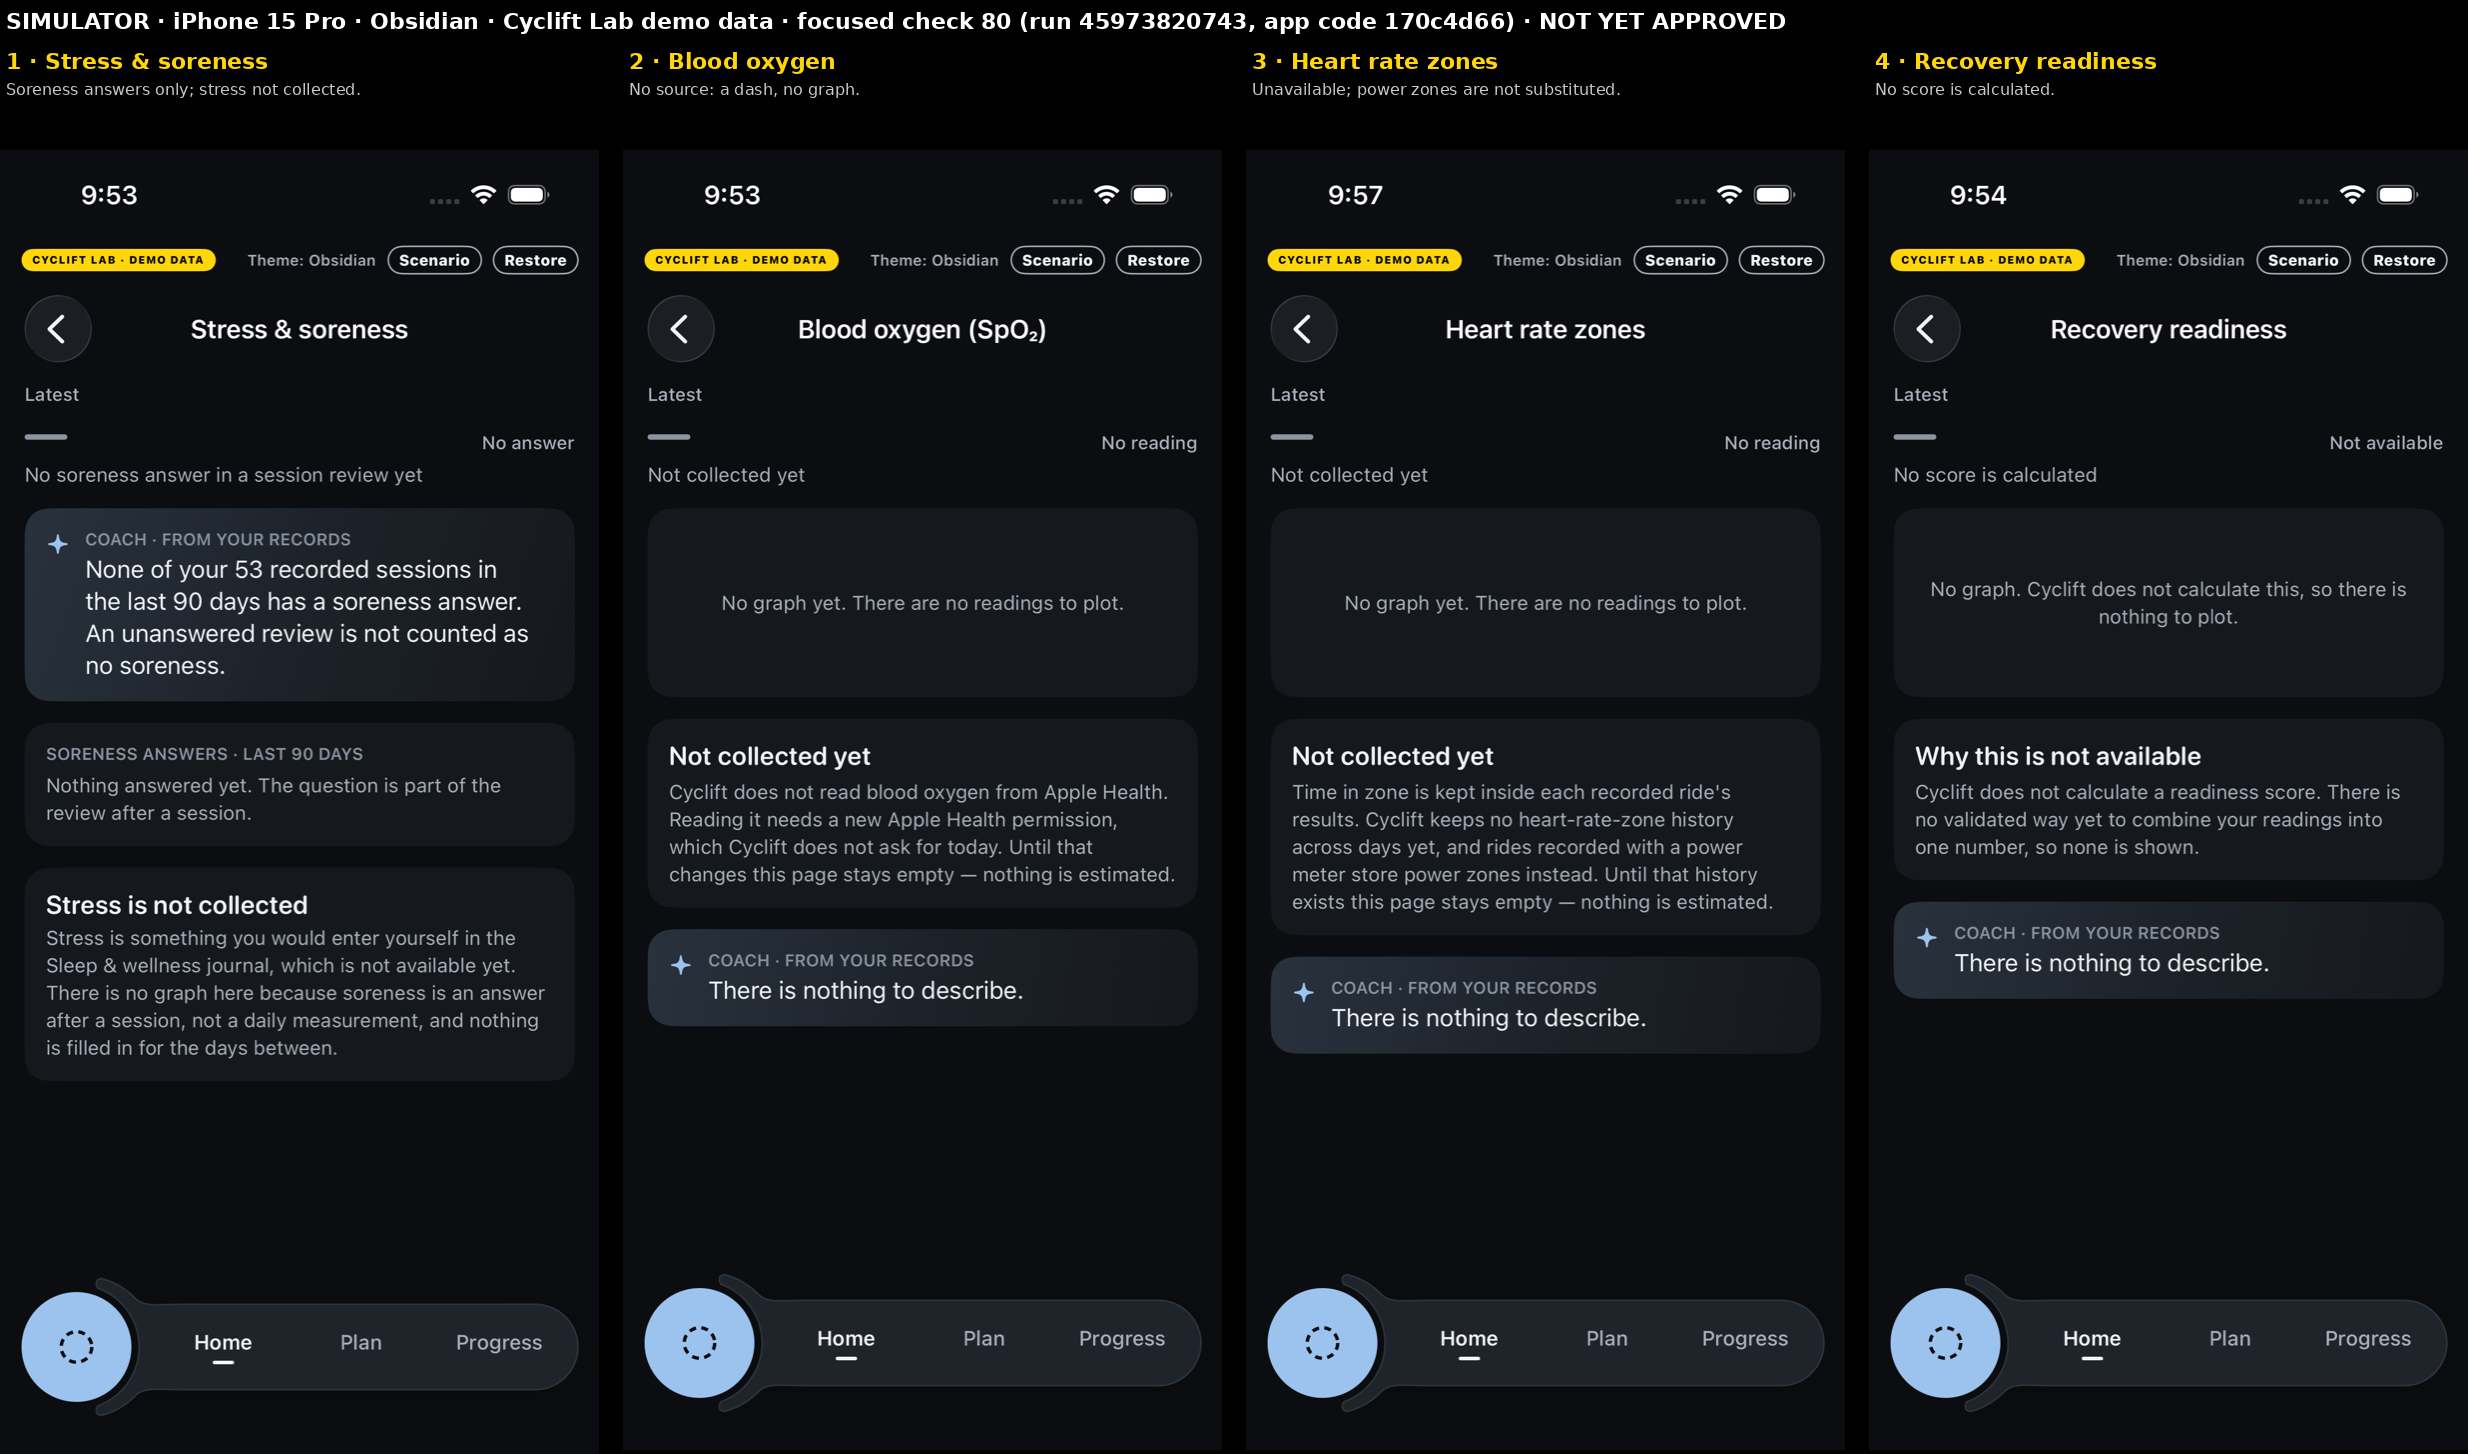 SIMULATOR · iPhone 15 Pro · Obsidian · Cyclift Lab demo data · focused check 80 (run 45973820743, app code 170c4d66) · NOT YET APPROVED
1 · Stress & soreness
Soreness answers only; stress not collected.
9:53
CYCLIFT LAB · DEMO DATA
Theme: Obsidian
Scenario
Restore
Stress & soreness
Latest
—
No answer
No soreness answer in a session review yet
COACH · FROM YOUR RECORDS
None of your 53 recorded sessions in
the last 90 days has a soreness answer.
An unanswered review is not counted as
no soreness.
SORENESS ANSWERS · LAST 90 DAYS
Nothing answered yet. The question is part of the
review after a session.
Stress is not collected
Stress is something you would enter yourself in the
Sleep & wellness journal, which is not available yet.
There is no graph here because soreness is an answer
after a session, not a daily measurement, and nothing
is filled in for the days between.
Home
Plan
Progress
2 · Blood oxygen
No source: a dash, no graph.
9:53
CYCLIFT LAB · DEMO DATA
Theme: Obsidian
Scenario
Restore
Blood oxygen (SpO₂)
Latest
—
No reading
Not collected yet
No graph yet. There are no readings to plot.
Not collected yet
Cyclift does not read blood oxygen from Apple Health.
Reading it needs a new Apple Health permission,
which Cyclift does not ask for today. Until that
changes this page stays empty — nothing is estimated.
COACH · FROM YOUR RECORDS
There is nothing to describe.
Home
Plan
Progress
3 · Heart rate zones
Unavailable; power zones are not substituted.
9:57
CYCLIFT LAB · DEMO DATA
Theme: Obsidian
Scenario
Restore
Heart rate zones
Latest
—
No reading
Not collected yet
No graph yet. There are no readings to plot.
Not collected yet
Time in zone is kept inside each recorded ride's
results. Cyclift keeps no heart-rate-zone history
across days yet, and rides recorded with a power
meter store power zones instead. Until that history
exists this page stays empty — nothing is estimated.
COACH · FROM YOUR RECORDS
There is nothing to describe.
Home
Plan
Progress
4 · Recovery readiness
No score is calculated.
9:54
CYCLIFT LAB · DEMO DATA
Theme: Obsidian
Scenario
Restore
Recovery readiness
Latest
—
Not available
No score is calculated
No graph. Cyclift does not calculate this, so there is
nothing to plot.
Why this is not available
Cyclift does not calculate a readiness score. There is
no validated way yet to combine your readings into
one number, so none is shown.
COACH · FROM YOUR RECORDS
There is nothing to describe.
Home
Plan
Progress